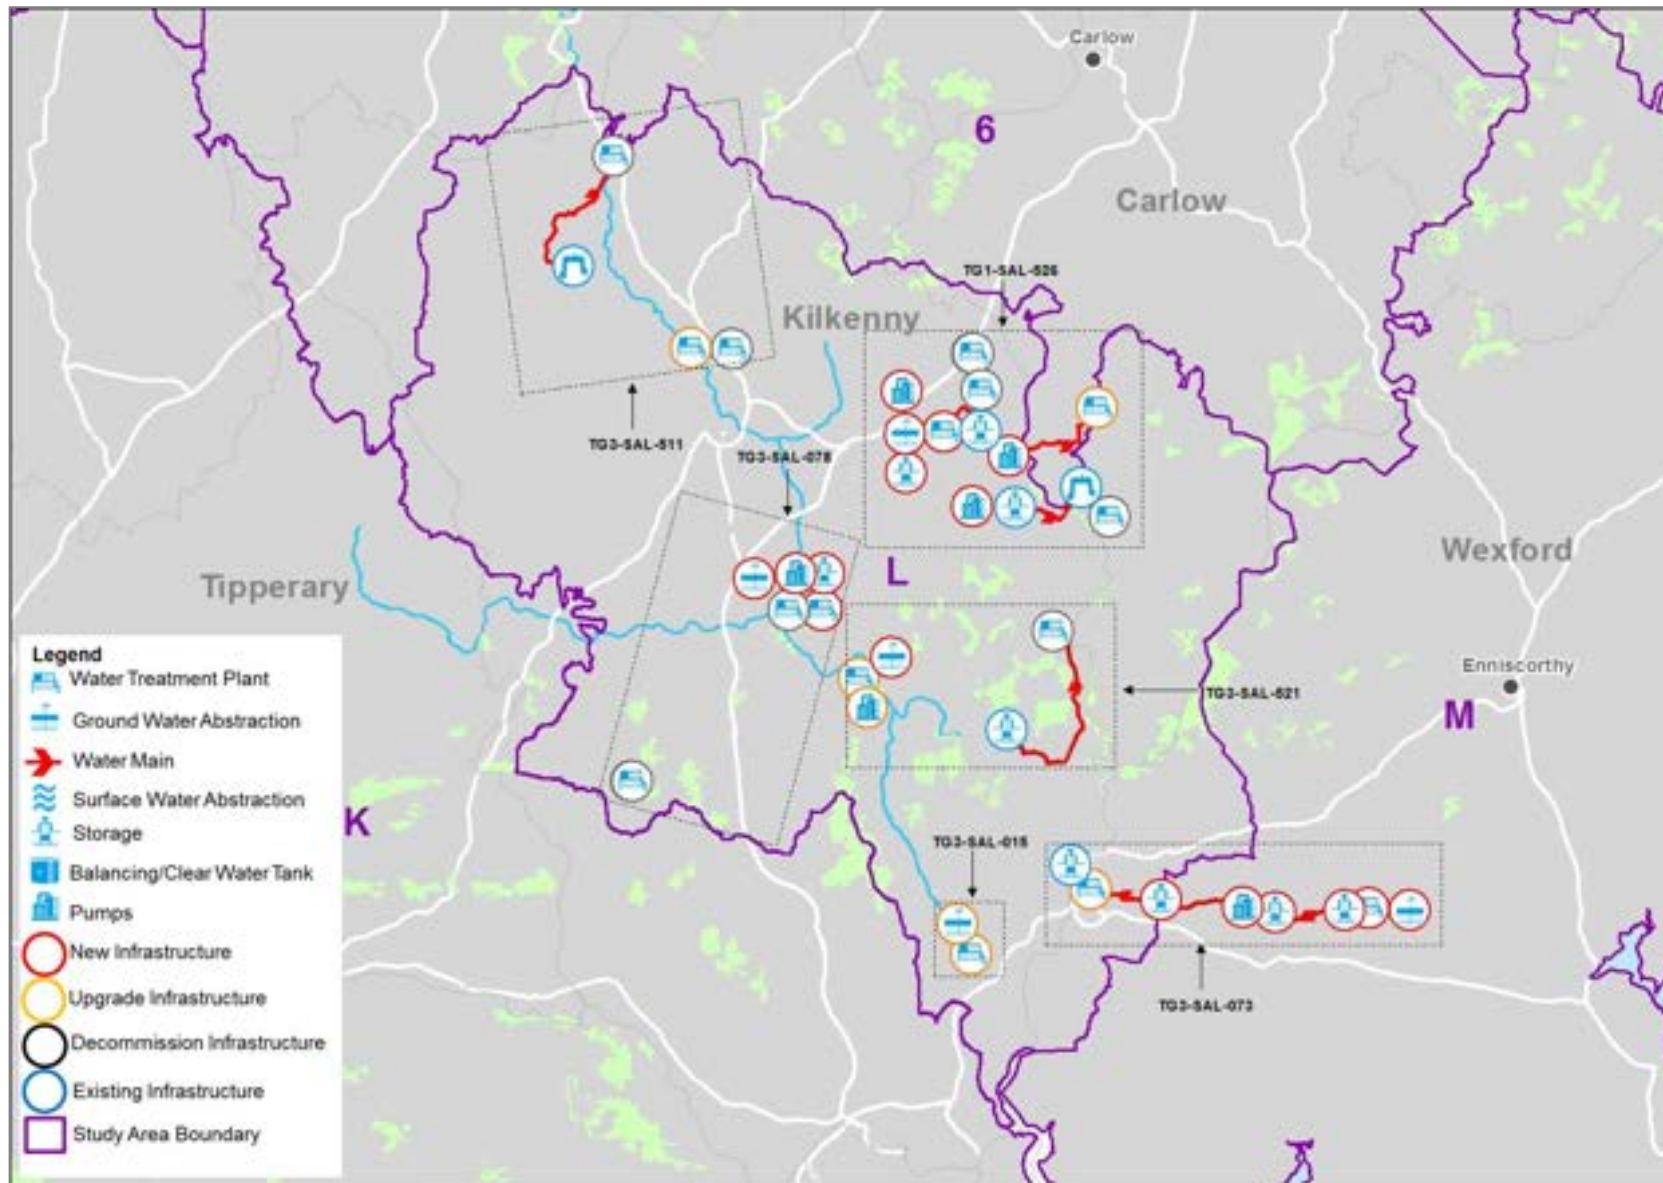 Carlow
6
Carlow
TG1-SAL-526
Kilkenny
TG3-SAL-511
TG3-SAL-078
Wexford
L
Tipperary
Enniscorthy
TG3-SAL-521
M
K
TG3-SAL-015
TG3-SAL-073
Legend
Water Treatment Plant
Ground Water Abstraction
Water Main
Surface Water Abstraction
Storage
Balancing/Clear Water Tank
Pumps
New Infrastructure
Upgrade Infrastructure
Decommission Infrastructure
Existing Infrastructure
Study Area Boundary